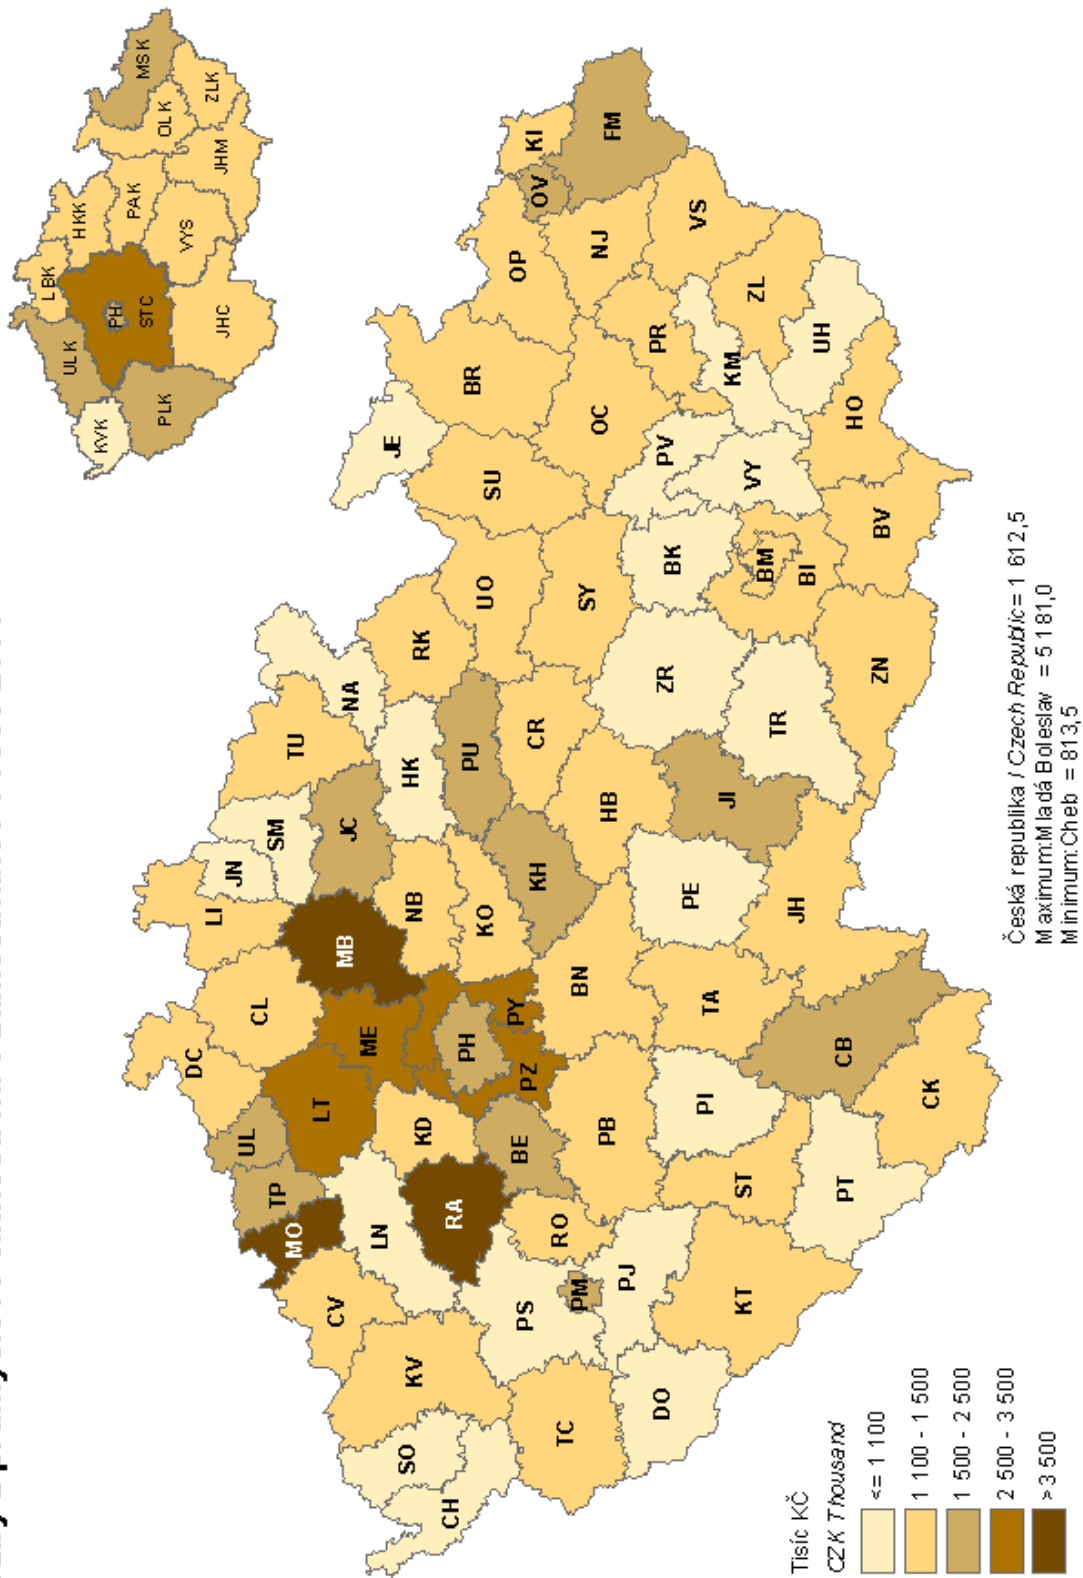 KVK
ULK
LBK
HKK
PLK
PH
STC
PAK
OLK
MSK
JHC
VYS
JHM
ZLK
DC
LI
CL
JN
SM
TU
UL
LT
TP
MO
ME
MB
JC
NA
HK
RK
JE
CV
LN
KD
NB
SO
KV
RA
PH
PY
KO
PU
UO
SU
BR
OP
KI
CH
BE
PZ
KH
CR
SY
OC
OV
FM
NJ
PS
RO
PM
TC
PJ
PB
BN
HB
PR
PV
BK
ZR
VS
DO
PI
TA
PE
KM
ZL
KT
ST
JI
TR
BM
BI
VY
UH
PT
CB
JH
ZN
BV
HO
CK
Tisíc KČ
CZK Thousand
<= 1 100
1 100 - 1 500
1 500 - 2 500
2 500 - 3 500
> 3 500
Česká republika / Czech Republic= 1 612,5
Maximum:Mladá Boleslav = 5 181,0
Minimum:Cheb = 813,5